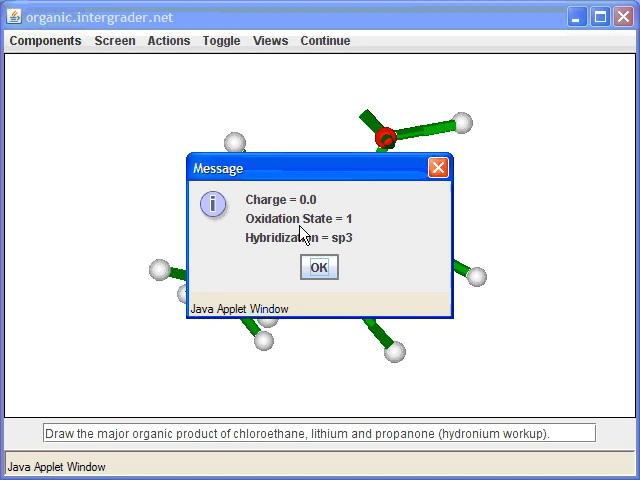 organic.intergrader.net
Components Screen Actions Toggle Views Continue
Message
i
Charge = 0.0
Oxidation State = 1
Hybridization = sp3
OK
Java Applet Window
Draw the major organic product of chloroethane, lithium and propanone (hydronium workup).
Java Applet Window